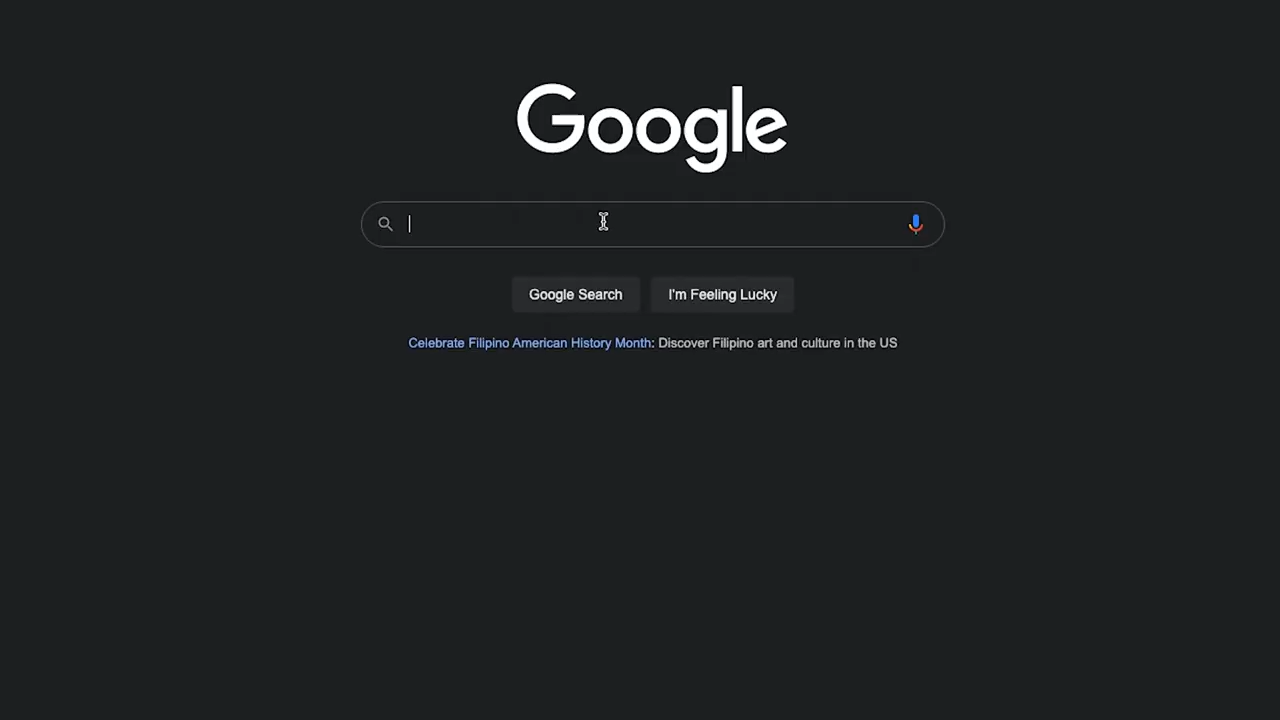 Google
Google Search
I'm Feeling Lucky
Celebrate Filipino American History Month: Discover Filipino art and culture in the US